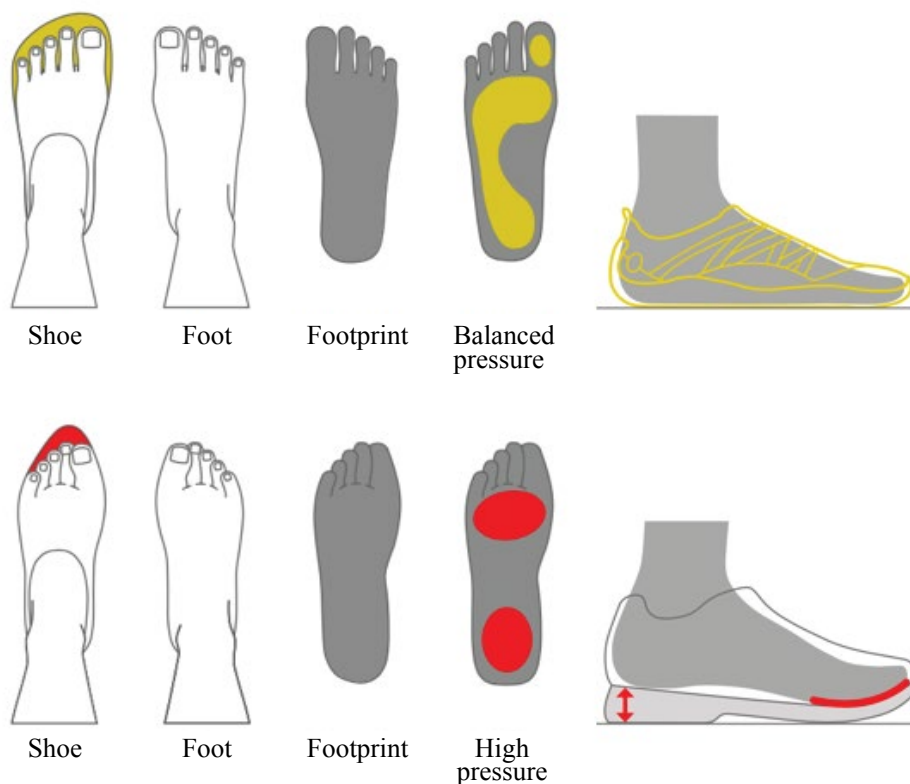 Shoe
Foot
Footprint
Balanced
pressure
Shoe
Foot
Footprint
High
pressure